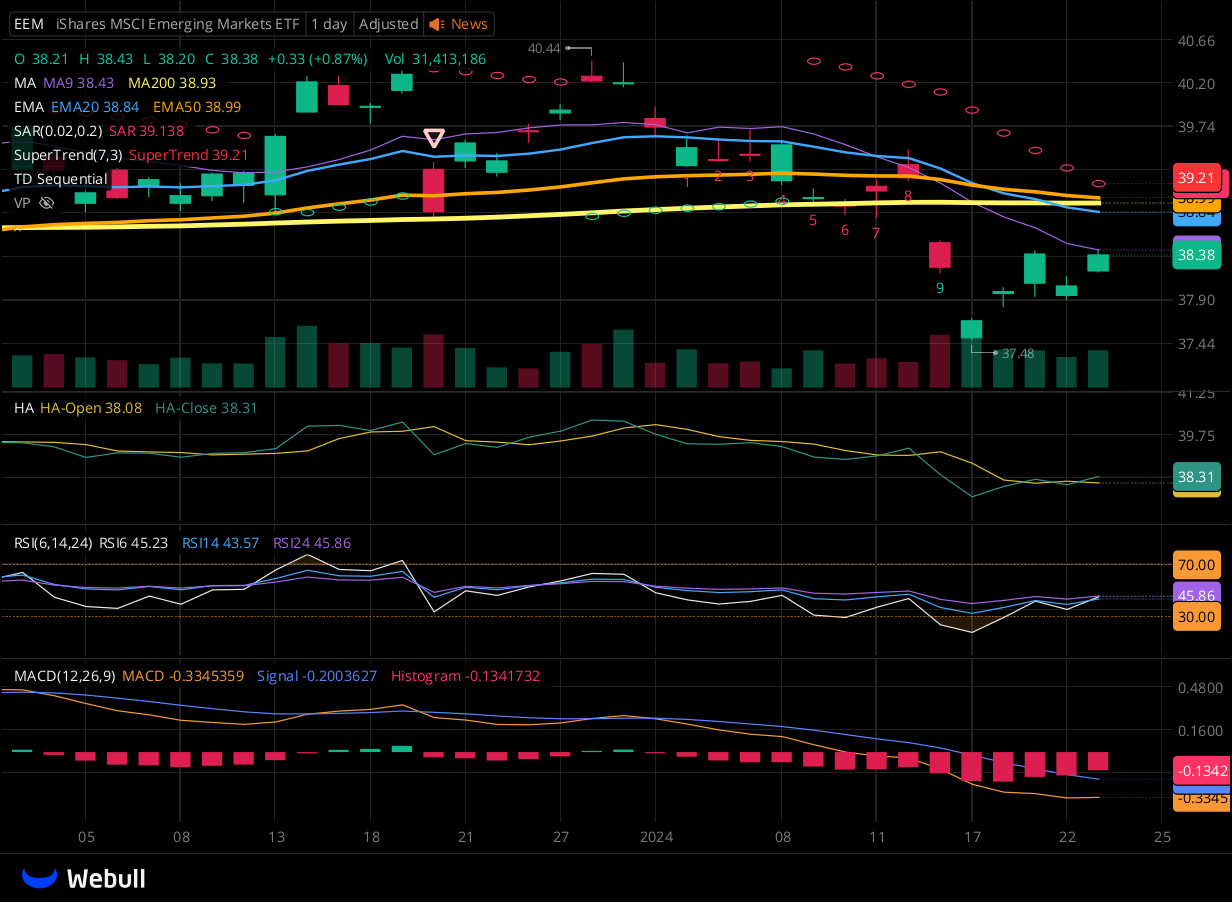 EEM iShares MSCI Emerging Markets ETF 1 day Adjusted News
40.44
40.66
O 38.21 H 38.43 L 38.20 C 38.38 +0.33 (+0.87%) Vol 31,413,186
MA MA9 38.43 MA200 38.93
40.20
EMA EMA20 38.84 EMA50 38.99
39.74
SAR(0.02,0.2) SAR 39.138
SuperTrend(7,3) SuperTrend 39.21
TD Sequential
39.21
VP
2 3 4 5 6 7 8 9
38.84
38.38
37.90
37.44
37.48
41.25
HA HA-Open 38.08 HA-Close 38.31
39.75
38.31
RSI(6,14,24) RSI6 45.23 RSI14 43.57 RSI24 45.86
70.00
45.86
30.00
MACD(12,26,9) MACD -0.3345359 Signal -0.2003627 Histogram -0.1341732
0.4800
0.1600
-0.1342
-0.3345
05 08 13 18 21 27 2024 08 11 17 22 25
Webull